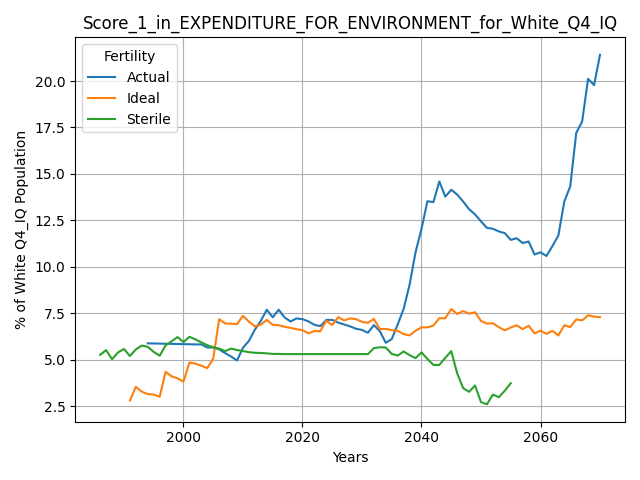 Score_1_in_EXPENDITURE_FOR_ENVIRONMENT_for_White_Q4_IQ
Fertility
Actual
Ideal
Sterile
% of White Q4_IQ Population
20.0
17.5
15.0
12.5
10.0
7.5
5.0
2.5
2000
2020
2040
2060
Years